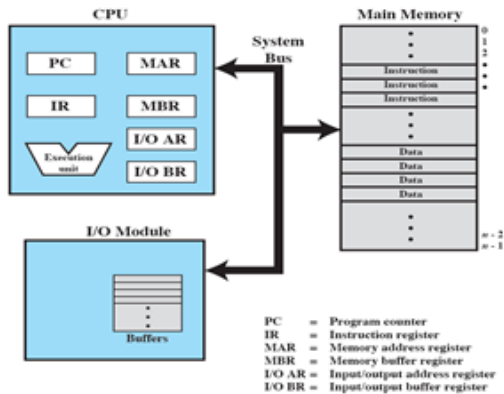 CPU
Main Memory
System
Bus
PC
MAR
IR
MBR
I/O AR
Execution
unit
I/O BR
0
1
2
Instruction
Instruction
Instruction
Data
Data
Data
Data
n - 2
n - 1
I/O Module
Buffers
PC = Program counter
IR = Instruction register
MAR = Memory address register
MBR = Memory buffer register
I/O AR = Input/output address register
I/O BR = Input/output buffer register